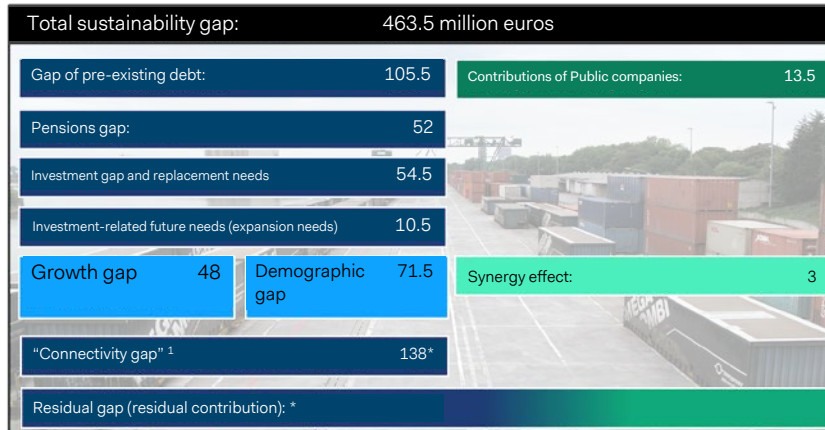 Total sustainability gap: 463.5 million euros
Gap of pre-existing debt: 105.5
Contributions of Public companies: 13.5
Pensions gap: 52
Investment gap and replacement needs 54.5
Investment-related future needs (expansion needs) 10.5
Growth gap 48
Demographic 71.5
gap
Synergy effect: 3
“Connectivity gap” ¹ 138*
Residual gap (residual contribution): *